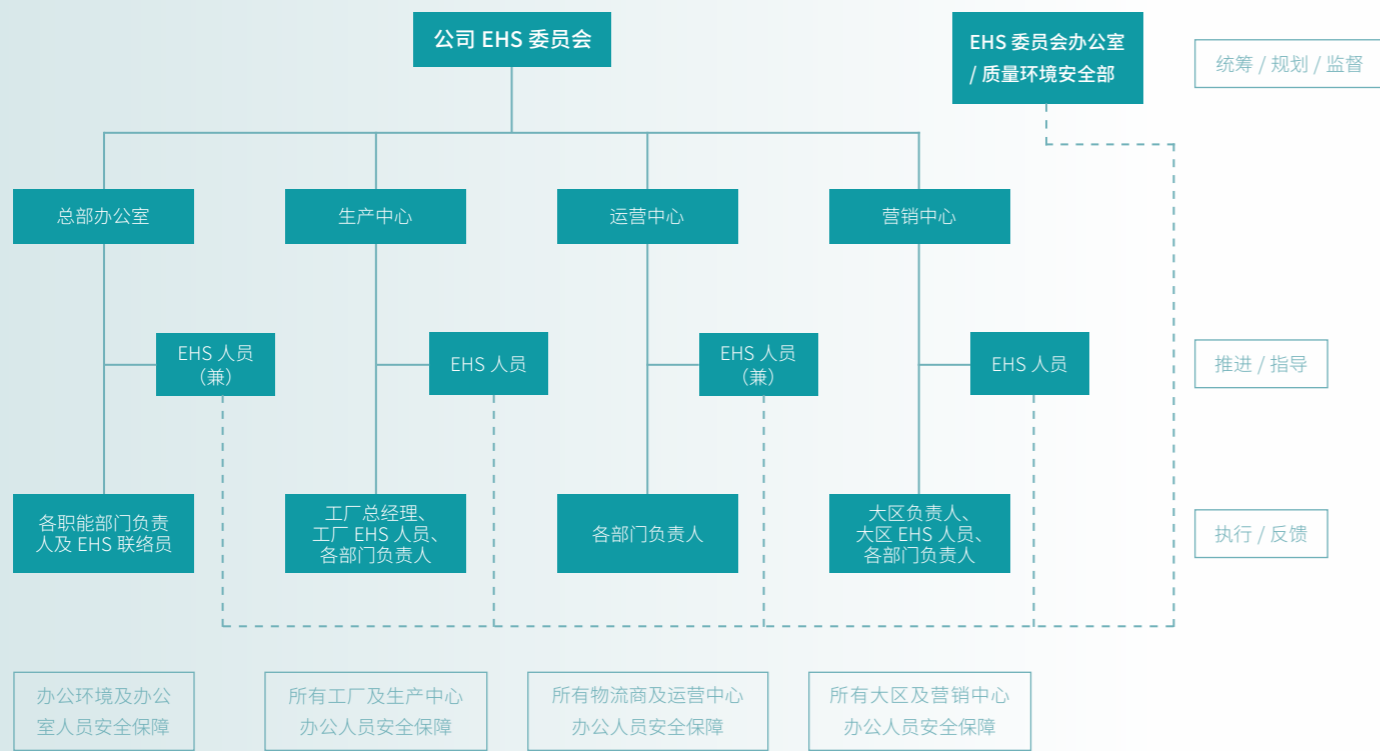 公司 EHS 委员会
EHS 委员会办公室
/ 质量环境安全部
统筹 / 规划 / 监督
总部办公室
生产中心
运营中心
营销中心
EHS 人员
（兼）
EHS 人员
EHS 人员
（兼）
EHS 人员
推进 / 指导
各职能部门负责
人及 EHS 联络员
工厂总经理、
工厂 EHS 人员、
各部门负责人
各部门负责人
大区负责人、
大区 EHS 人员、
各部门负责人
执行 / 反馈
办公环境及办公
室人员安全保障
所有工厂及生产中心
办公人员安全保障
所有物流商及运营中心
办公人员安全保障
所有大区及营销中心
办公人员安全保障